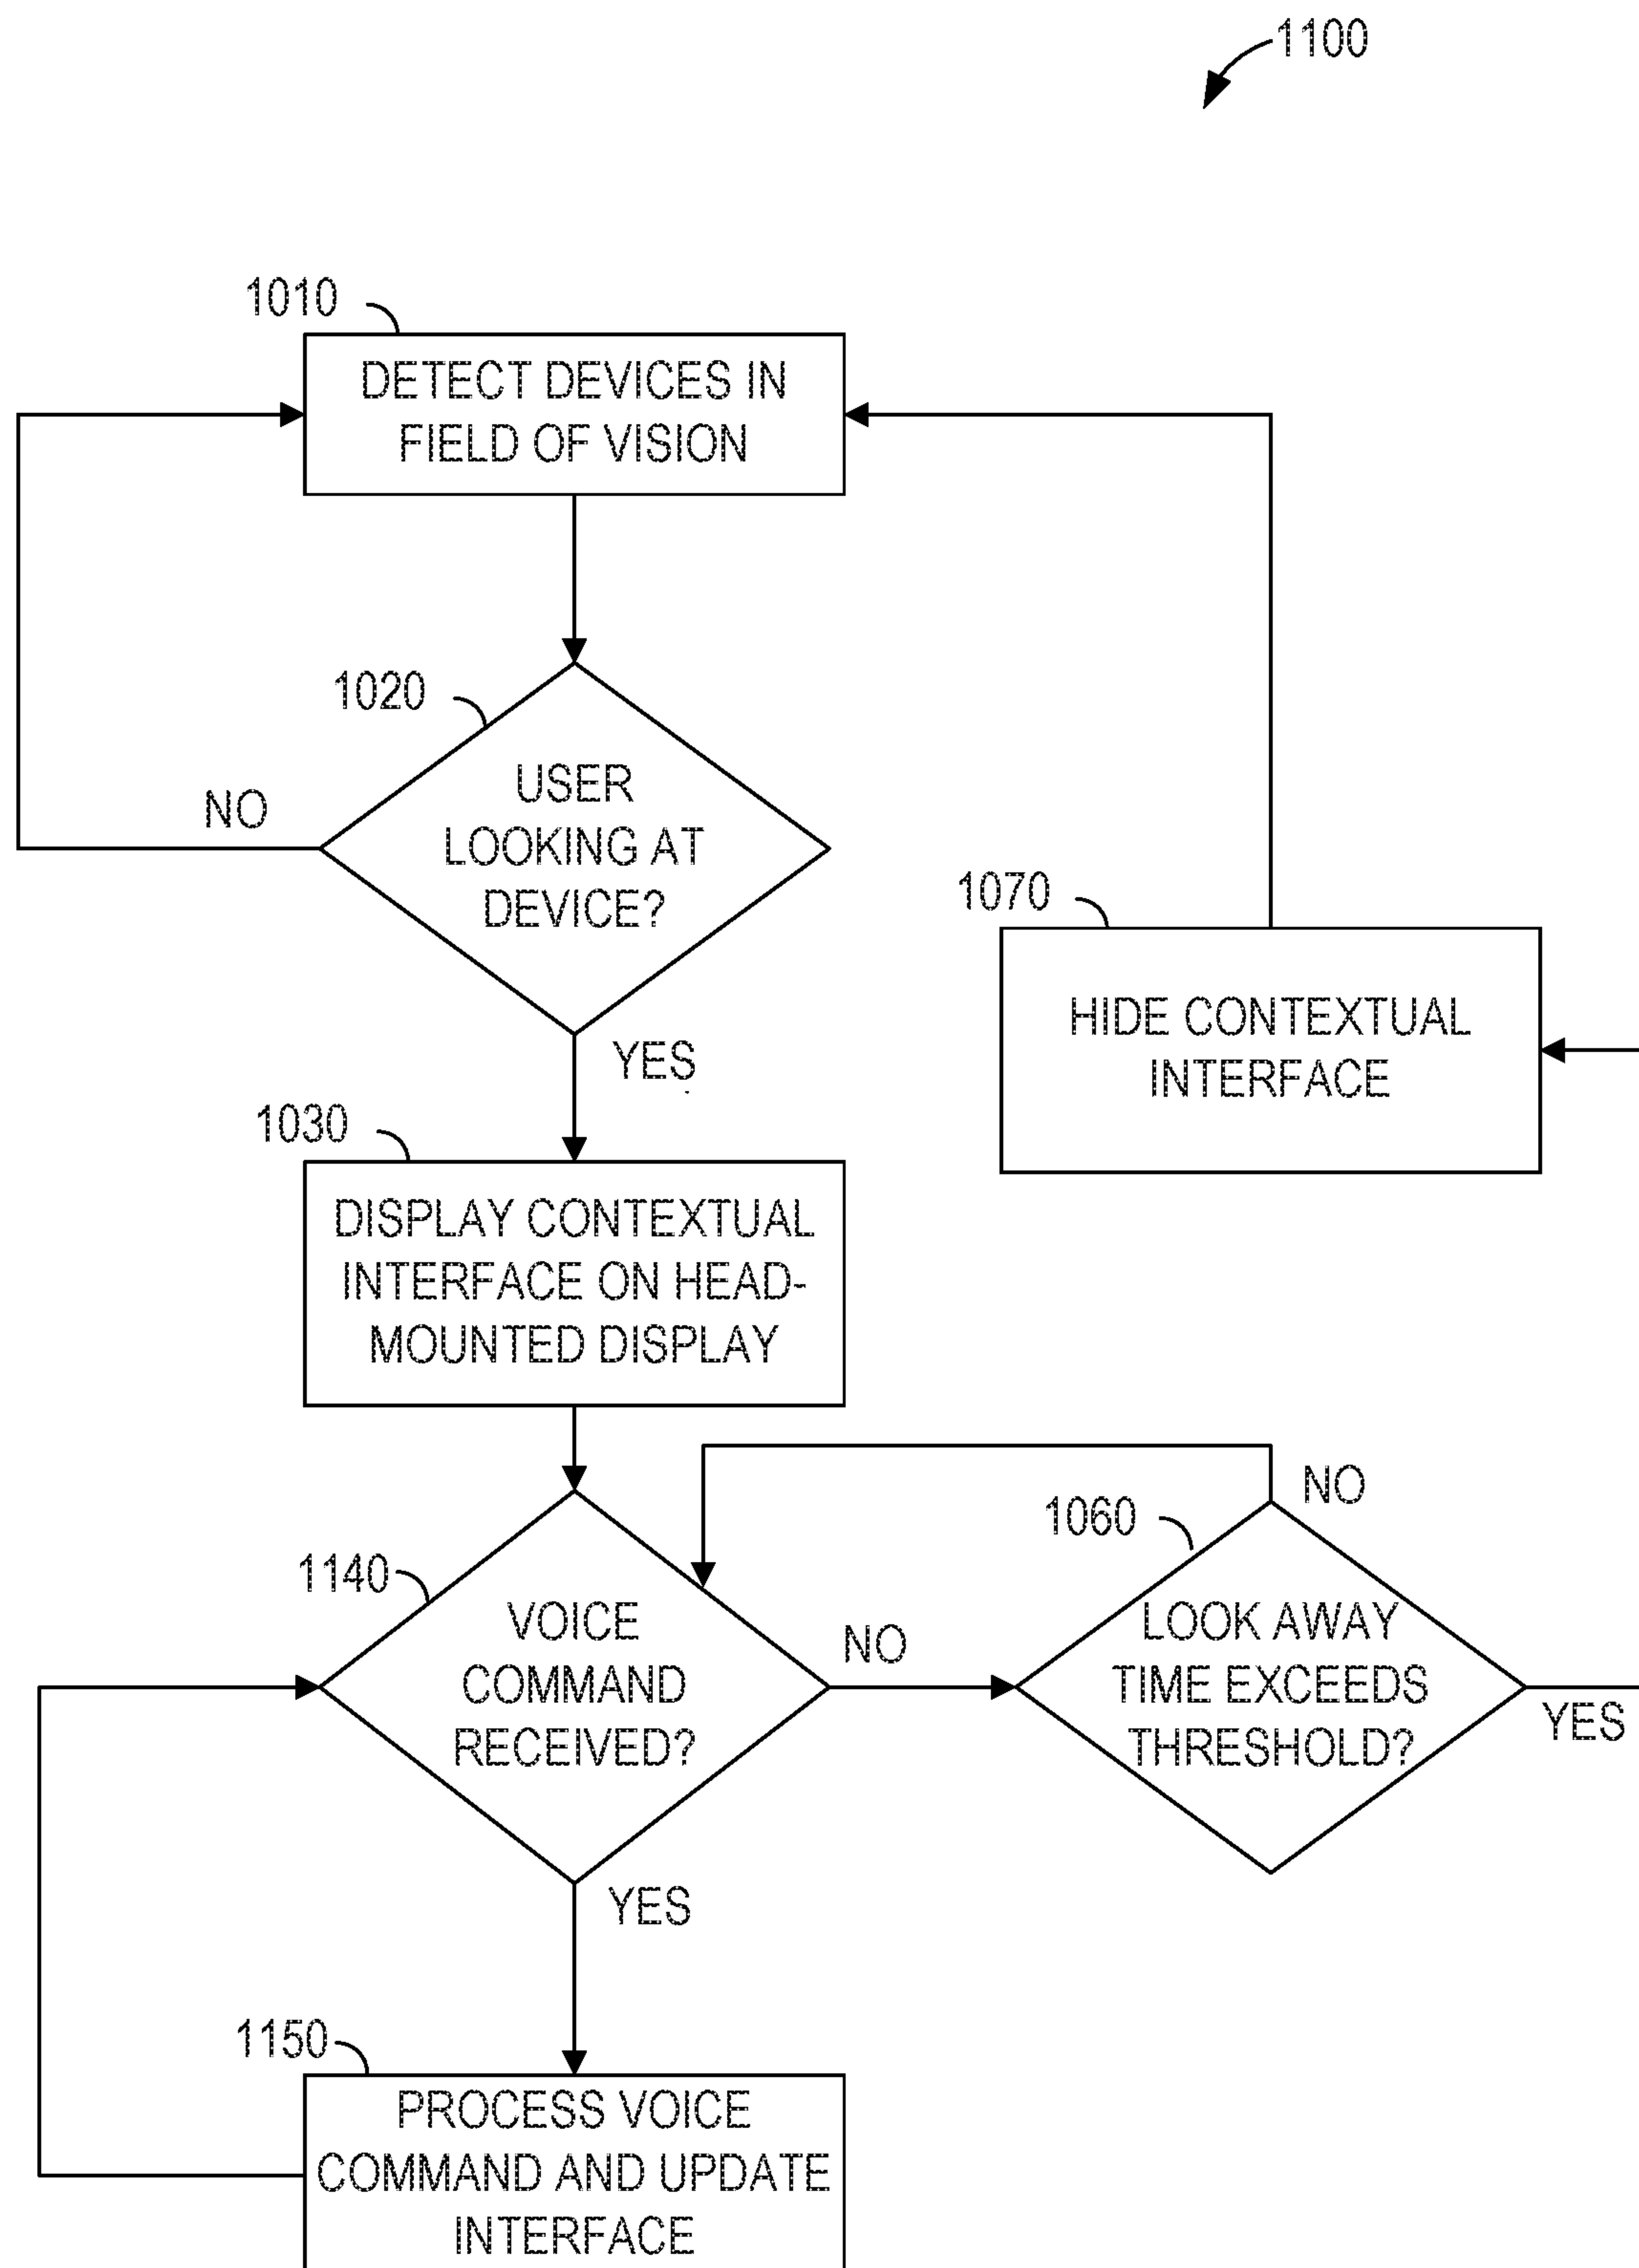 1100
1010
DETECT DEVICES IN
FIELD OF VISION
1020
USER
LOOKING AT
DEVICE?
NO
YES
1070
HIDE CONTEXTUAL
INTERFACE
1030
DISPLAY CONTEXTUAL
INTERFACE ON HEAD-
MOUNTED DISPLAY
1140
VOICE
COMMAND
RECEIVED?
NO
YES
1060
NO
LOOK AWAY
TIME EXCEEDS
THRESHOLD?
YES
1150
PROCESS VOICE
COMMAND AND UPDATE
INTERFACE